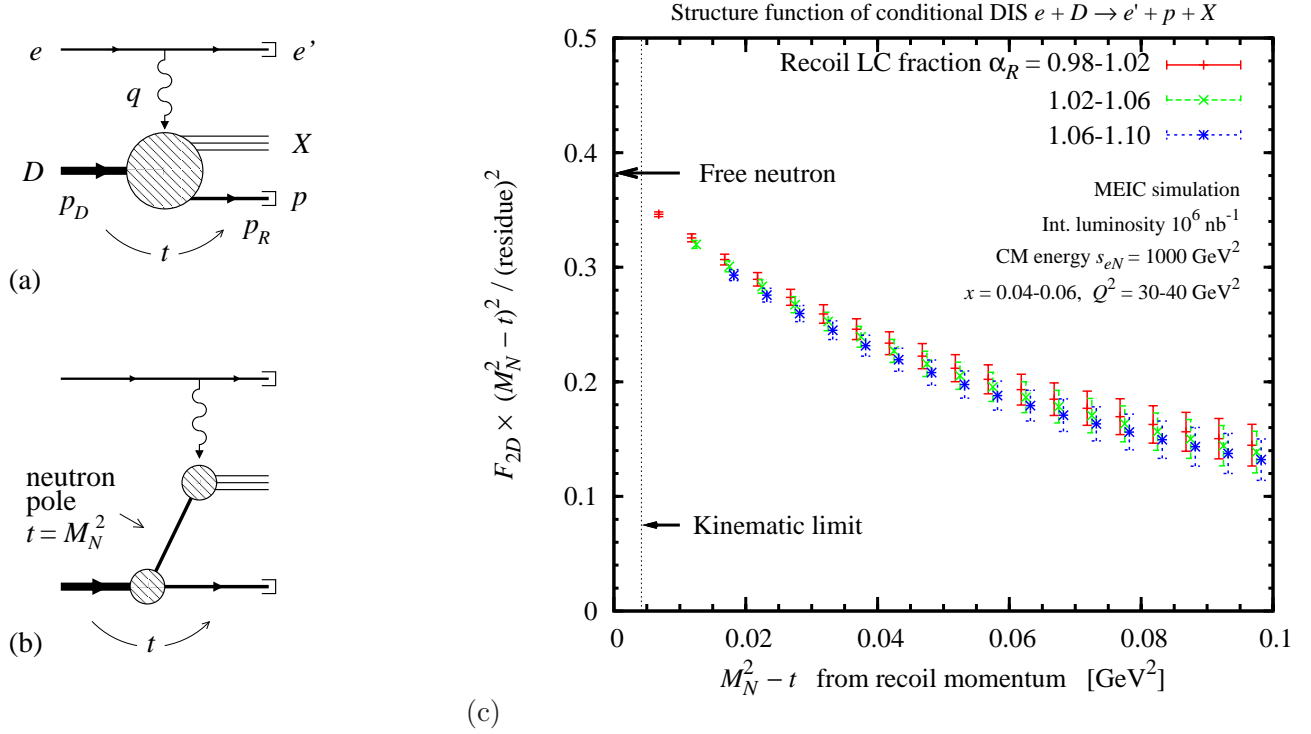 e
e'
q
X
D
p
p_D
p_R
t
(a)
neutron
pole
t = M_N^2
t
(b)
Structure function of conditional DIS e + D → e' + p + X
Recoil LC fraction α_R = 0.98-1.02
1.02-1.06
1.06-1.10
Free neutron
MEIC simulation
Int. luminosity 10^6 nb^-1
CM energy s_eN = 1000 GeV^2
x = 0.04-0.06, Q^2 = 30-40 GeV^2
Kinematic limit
F_2D × (M_N^2 – t)^2 / (residue)^2
0.5
0.4
0.3
0.2
0.1
0
0 0.02 0.04 0.06 0.08 0.1
M_N^2 – t from recoil momentum [GeV^2]
(c)